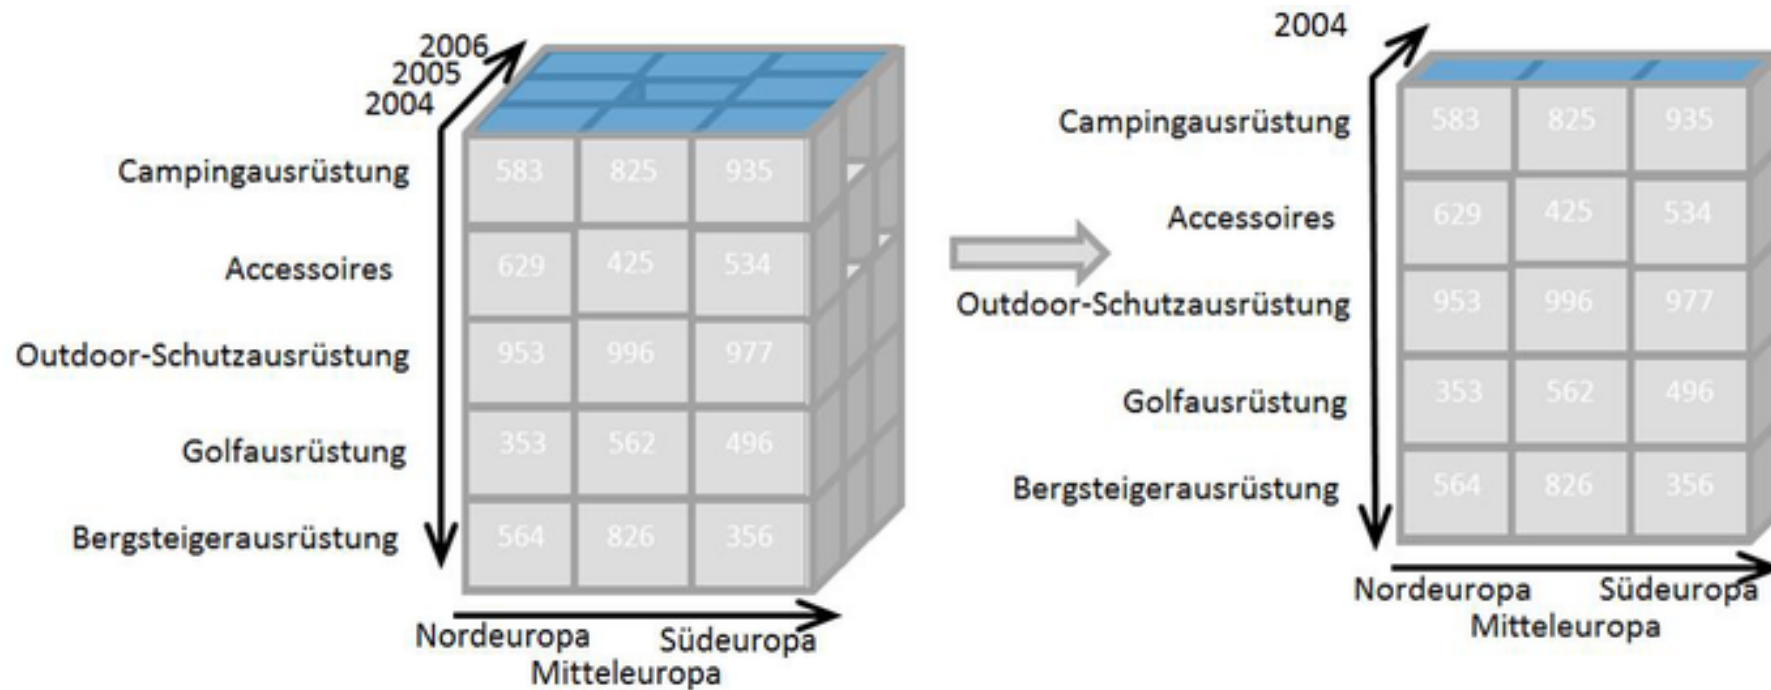 2006
2005
2004
Campingausrüstung 583 825 935
Accessoires 629 425 534
Outdoor-Schutzausrüstung 953 996 977
Golfausrüstung 353 562 496
Bergsteigerausrüstung 564 826 356
Nordeuropa Südeuropa
Mitteleuropa
2004
Campingausrüstung 583 825 935
Accessoires 629 425 534
Outdoor-Schutzausrüstung 953 996 977
Golfausrüstung 353 562 496
Bergsteigerausrüstung 564 826 356
Nordeuropa Südeuropa
Mitteleuropa